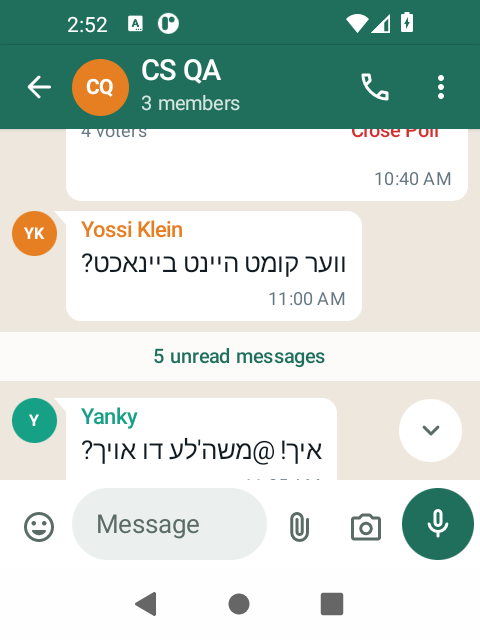 2:52
A
CQ
CS QA
3 members
4 voters
Close Poll
10:40 AM
YK
Yossi Klein
ווער קומט היינט ביינאכט?
11:00 AM
5 unread messages
Y
Yanky
איך! @משה'לע דו אויך?
Message